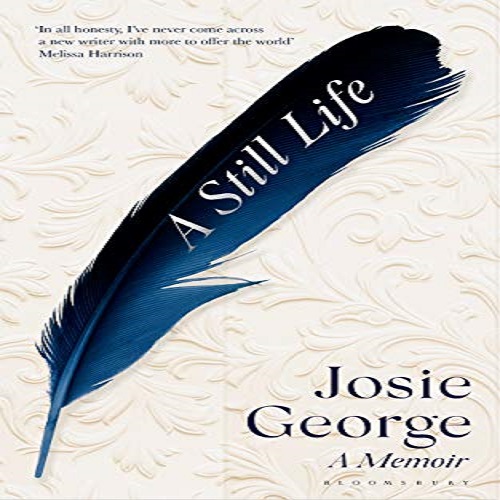 ‘In all honesty, I’ve never come across
a new writer with more to offer the world’
Melissa Harrison
A Still Life
Josie
George
A Memoir
BLOOMSBURY